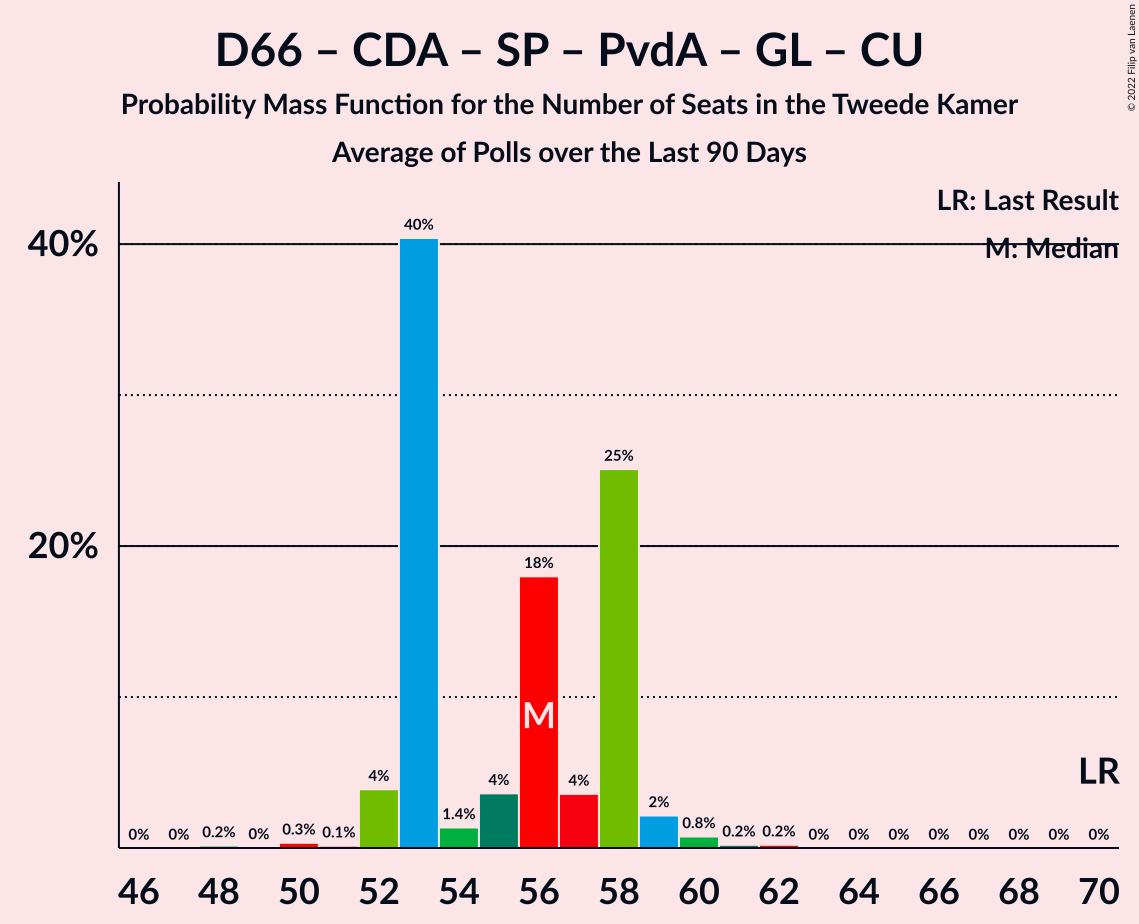 D66 – CDA – SP – PvdA – GL – CU
Probability Mass Function for the Number of Seats in the Tweede Kamer
Average of Polls over the Last 90 Days
© 2022 Filip van Laenen
LR: Last Result
M: Median
40%
20%
0% 0% 0.2% 0% 0.3% 0.1% 4% 40% 1.4% 4% 18% 4% 25% 2% 0.8% 0.2% 0.2% 0% 0% 0% 0% 0% 0% 0% 0%
M
LR
46 48 50 52 54 56 58 60 62 64 66 68 70